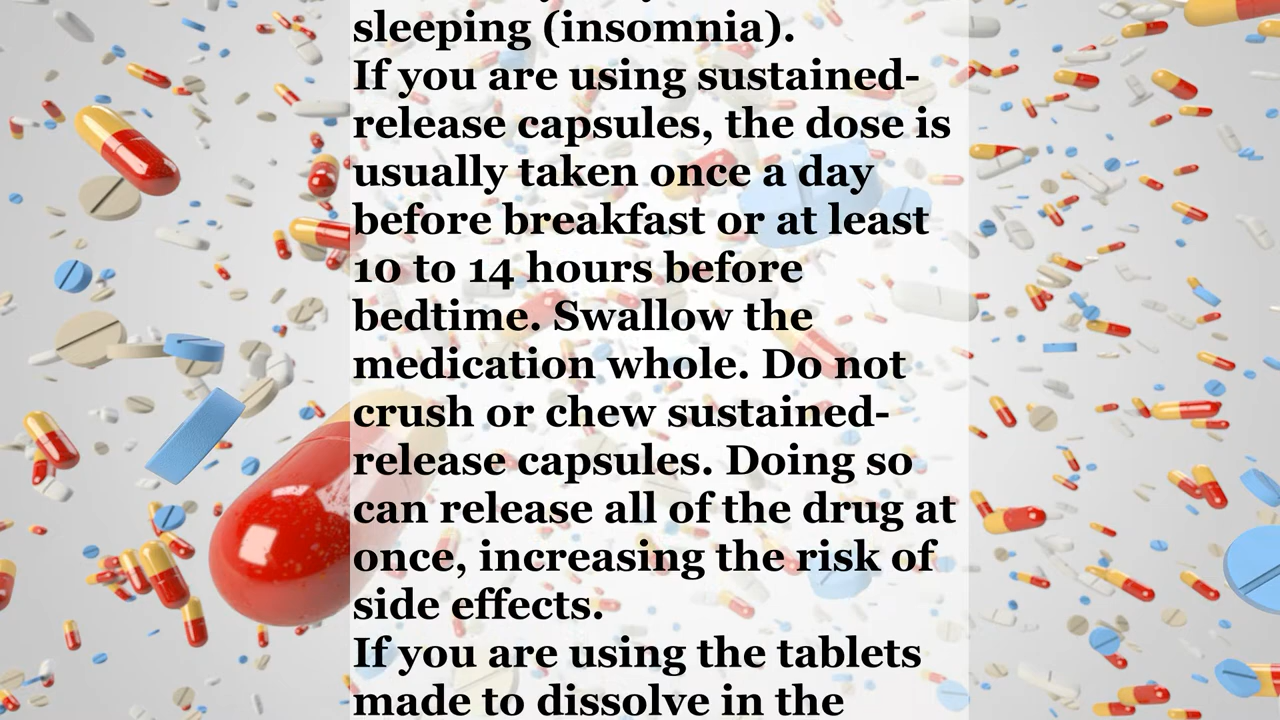 sleeping (insomnia).
If you are using sustained-
release capsules, the dose is
usually taken once a day
before breakfast or at least
10 to 14 hours before
bedtime. Swallow the
medication whole. Do not
crush or chew sustained-
release capsules. Doing so
can release all of the drug at
once, increasing the risk of
side effects.
If you are using the tablets
made to dissolve in the